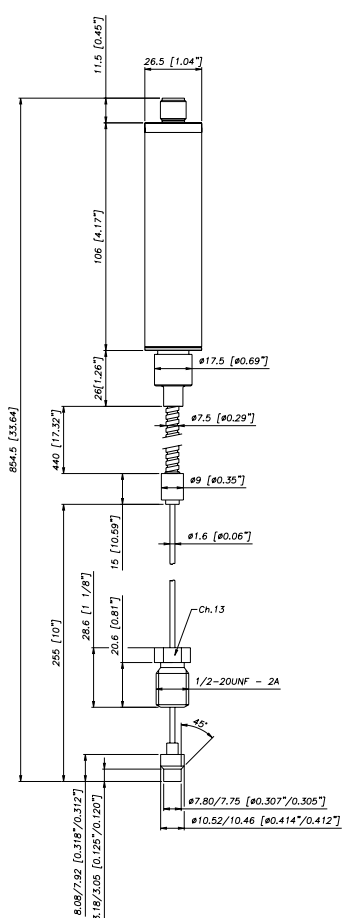 11.5 [0.45"]
26.5 [1.04"]
106 [4.17"]
ø17.5 [ø0.69"]
26[1.26"]
ø7.5 [ø0.29"]
440 [17.32"]
854.5 [33.64]
ø9 [ø0.35"]
15 [10.59"]
ø1.6 [ø0.06"]
28.6 [1 1/8"]
20.6 [0.81"]
Ch.13
255 [10"]
1/2-20UNF - 2A
45°
ø7.80/7.75 [ø0.307"/0.305"]
ø10.52/10.46 [ø0.414"/0.412"]
8.08/7.92 [0.318"/0.312"]
.18/3.05 [0.125"/0.120"]